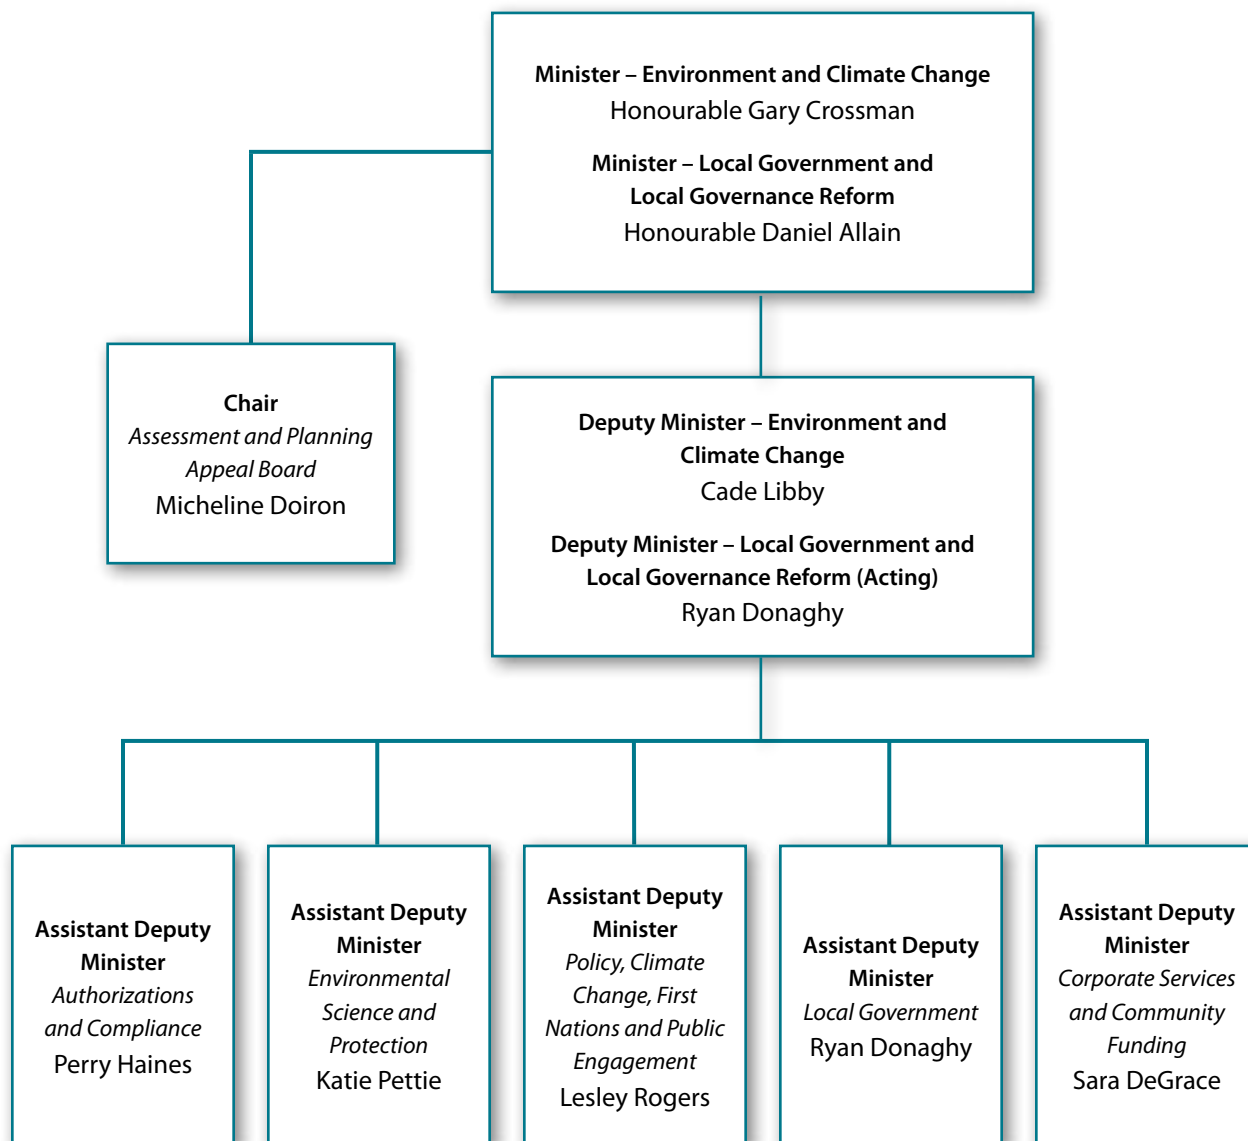 Minister – Environment and Climate Change
Honourable Gary Crossman
Minister – Local Government and
Local Governance Reform
Honourable Daniel Allain
Chair
Assessment and Planning
Appeal Board
Micheline Doiron
Deputy Minister – Environment and
Climate Change
Cade Libby
Deputy Minister – Local Government and
Local Governance Reform (Acting)
Ryan Donaghy
Assistant Deputy
Minister
Authorizations
and Compliance
Perry Haines
Assistant Deputy
Minister
Environmental
Science and
Protection
Katie Pettie
Assistant Deputy
Minister
Policy, Climate
Change, First
Nations and Public
Engagement
Lesley Rogers
Assistant Deputy
Minister
Local Government
Ryan Donaghy
Assistant Deputy
Minister
Corporate Services
and Community
Funding
Sara DeGrace